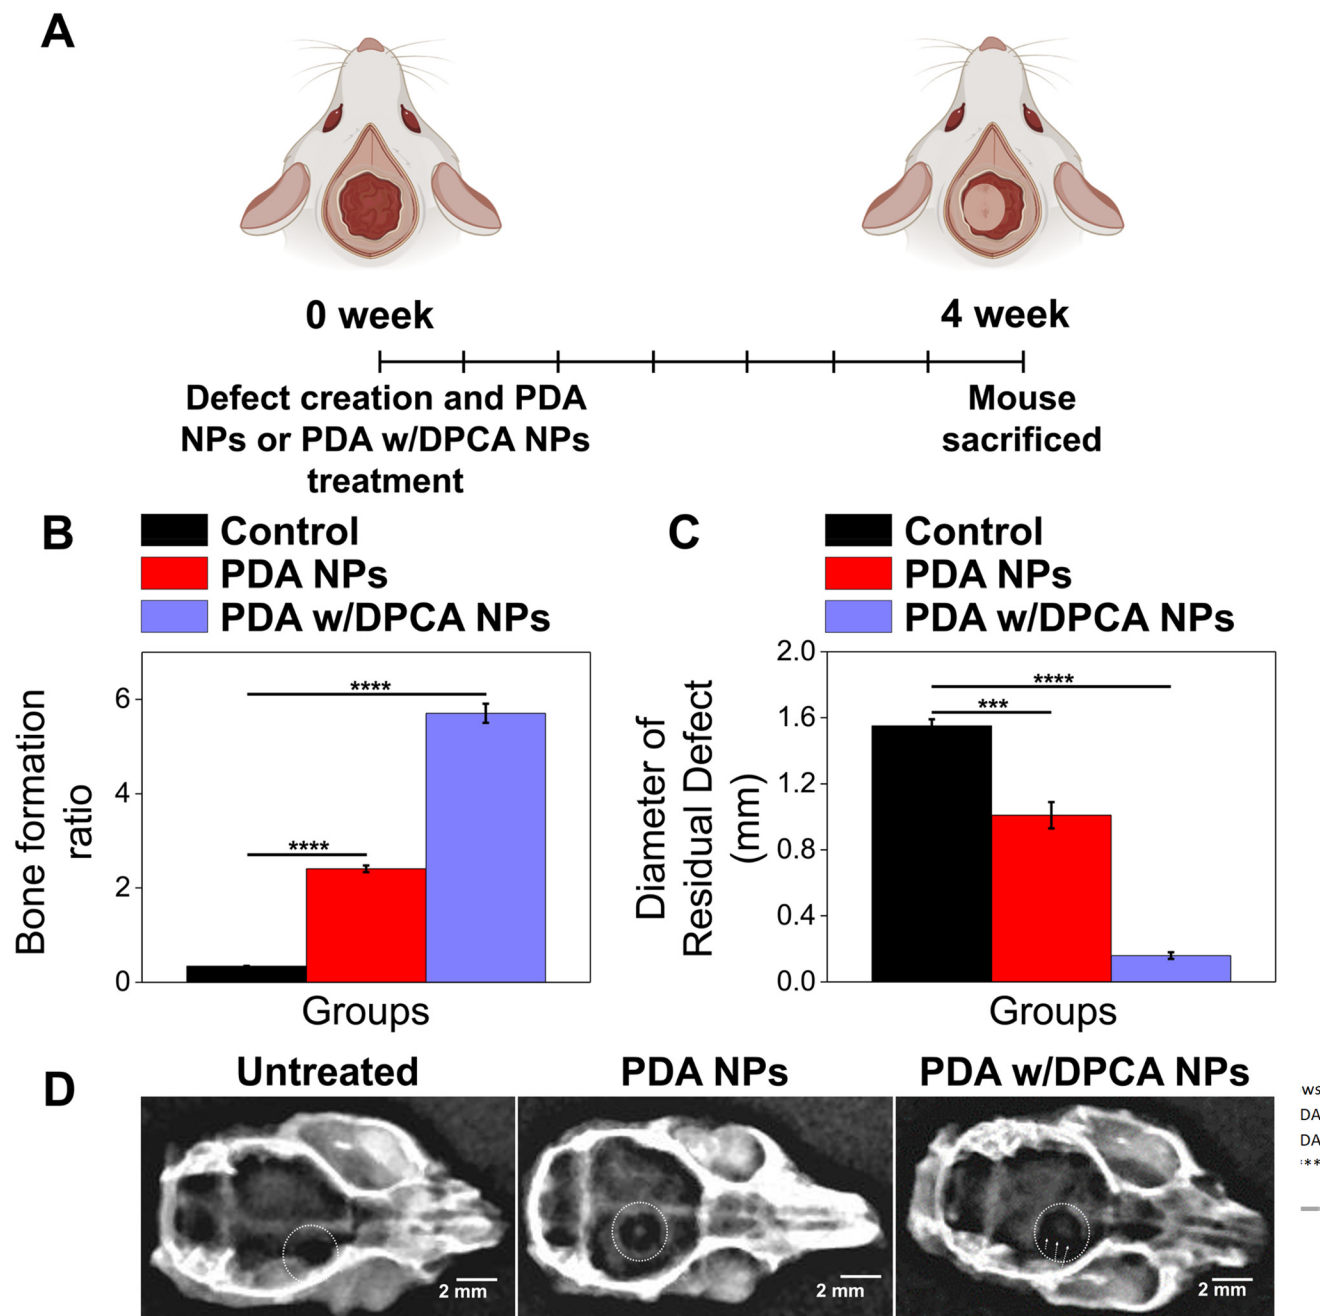 A
0 week
4 week
Defect creation and PDA
NPs or PDA w/DPCA NPs
treatment
Mouse
sacrificed
B
Control
PDA NPs
PDA w/DPCA NPs
Bone formation
ratio
6
4
2
0
****
****
Groups
C
Control
PDA NPs
PDA w/DPCA NPs
Diameter of
Residual Defect
(mm)
2.0
1.6
1.2
0.8
0.4
0.0
****
***
Groups
D
Untreated
PDA NPs
PDA w/DPCA NPs
2 mm
2 mm
2 mm
ws
DA
DA
**